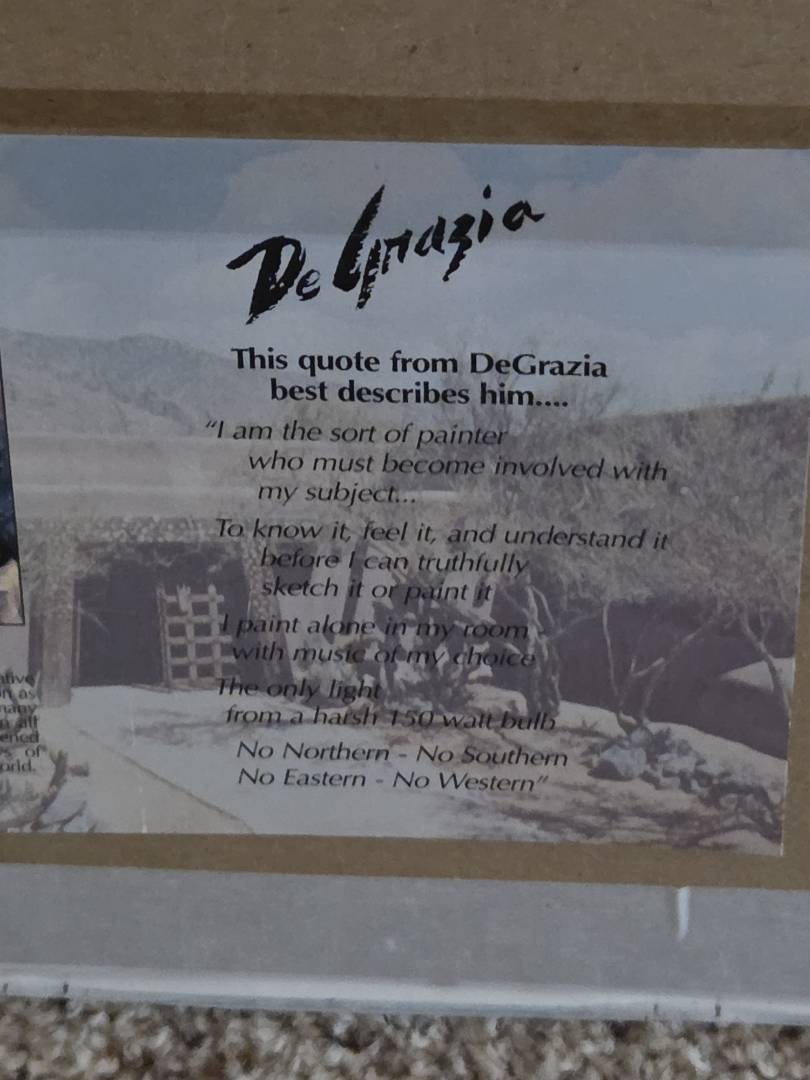 DeGrazia
This quote from DeGrazia
best describes him....
“I am the sort of painter
who must become involved with
my subject...
To know it, feel it, and understand it
before I can truthfully
sketch it or paint it
I paint alone in my room
with music of my choice
The only light
from a harsh 150 watt bulb
No Northern - No Southern
No Eastern - No Western”
as
of